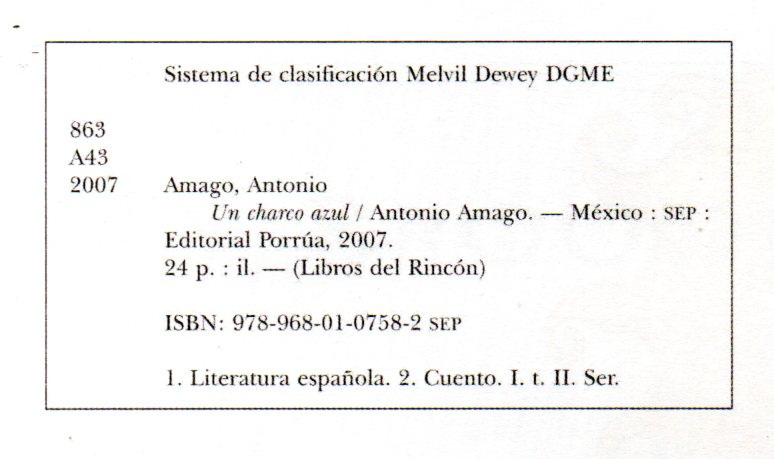 Sistema de clasificación Melvil Dewey DGME
863
A43
2007 Amago, Antonio
Un charco azul / Antonio Amago. — México : SEP :
Editorial Porrúa, 2007.
24 p. : il. — (Libros del Rincón)
ISBN: 978-968-01-0758-2 SEP
1. Literatura española. 2. Cuento. I. t. II. Ser.